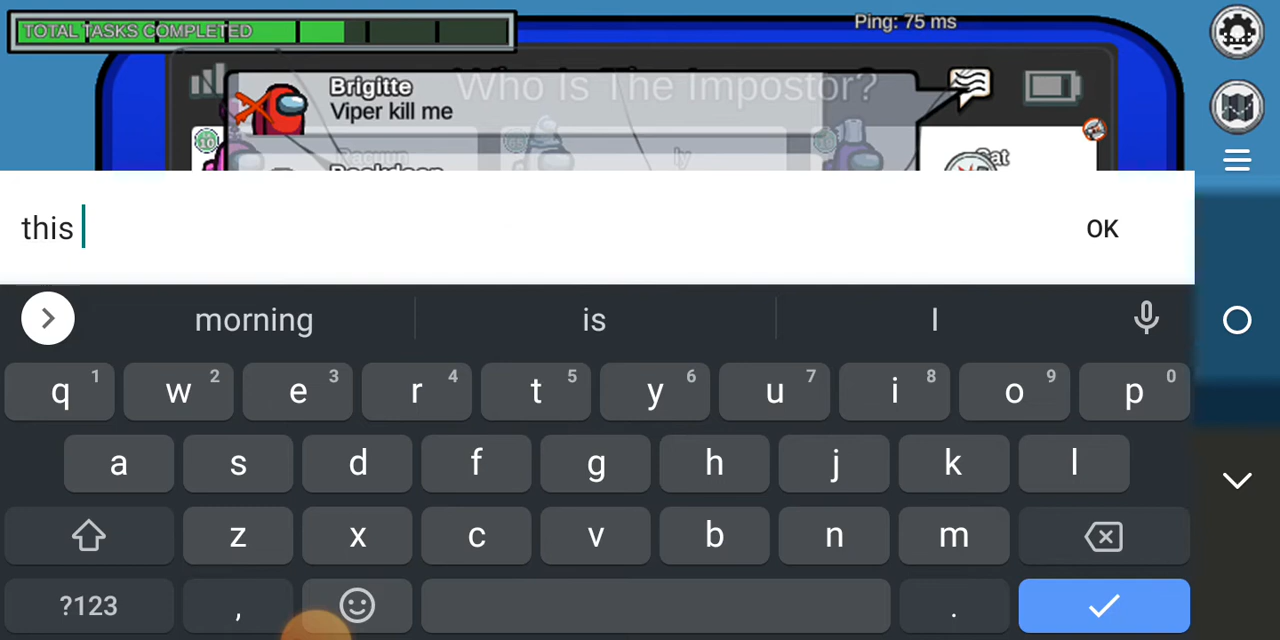 TOTAL TASKS COMPLETED
Ping: 75 ms
Who Is The Impostor?
Brigitte
Viper kill me
this
OK
morning is I
q 1 w 2 e 3 r 4 t 5 y 6 u 7 i 8 o 9 p 0
a s d f g h j k l
z x c v b n m
?123 , .